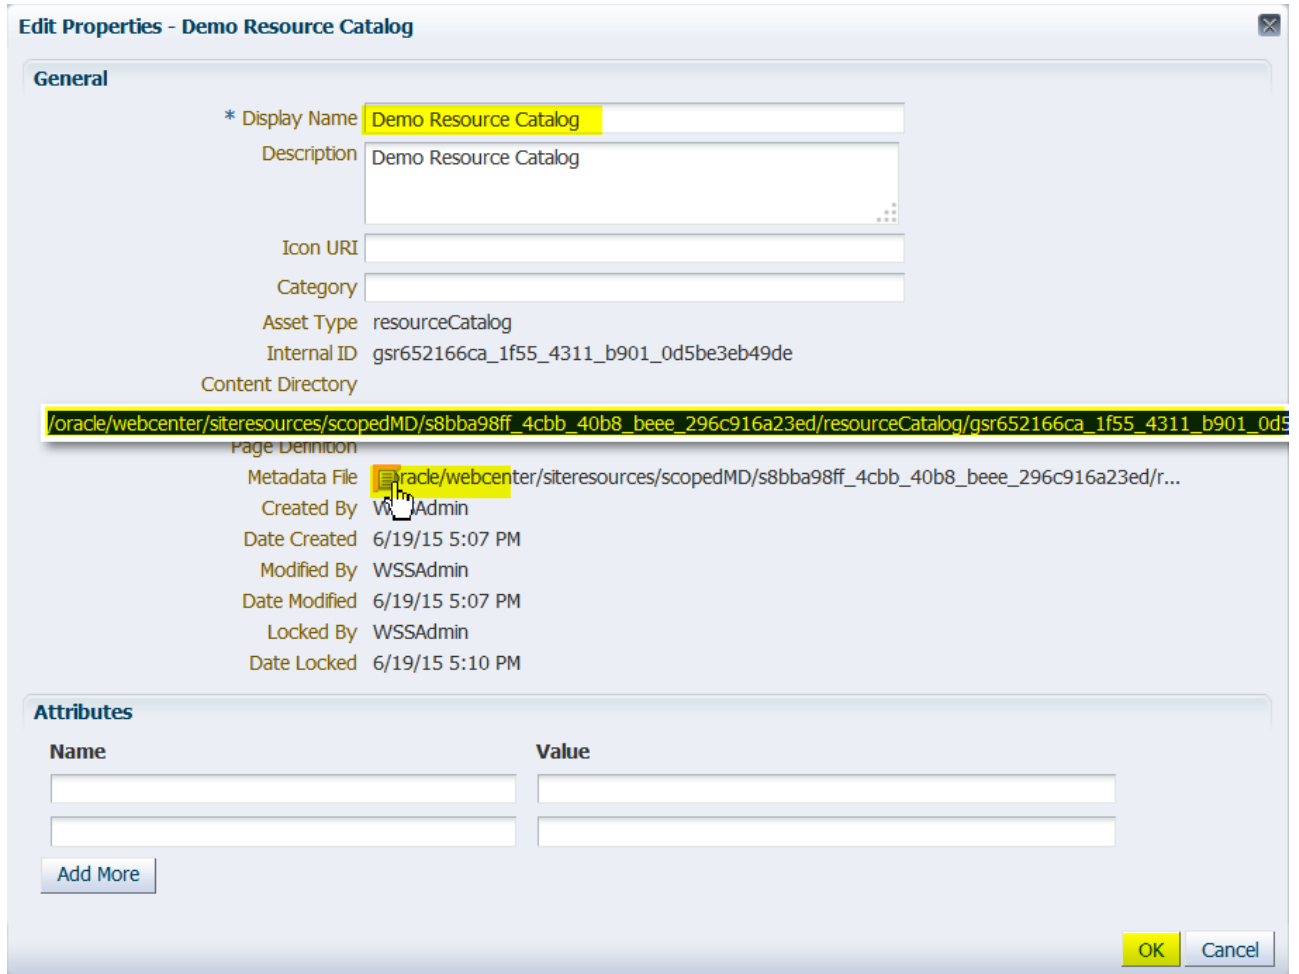 Edit Properties - Demo Resource Catalog
General
* Display Name Demo Resource Catalog
Description Demo Resource Catalog
Icon URI
Category
Asset Type resourceCatalog
Internal ID gsr652166ca_1f55_4311_b901_0d5be3eb49de
Content Directory
/oracle/webcenter/siteresources/scopedMD/s8bba98ff_4cbb_40b8_beee_296c916a23ed/resourceCatalog/gsr652166ca_1f55_4311_b901_0d5
Page Definition
Metadata File oracle/webcenter/siteresources/scopedMD/s8bba98ff_4cbb_40b8_beee_296c916a23ed/r...
Created By WSSAdmin
Date Created 6/19/15 5:07 PM
Modified By WSSAdmin
Date Modified 6/19/15 5:07 PM
Locked By WSSAdmin
Date Locked 6/19/15 5:10 PM
Attributes
Name Value
Add More
OK Cancel